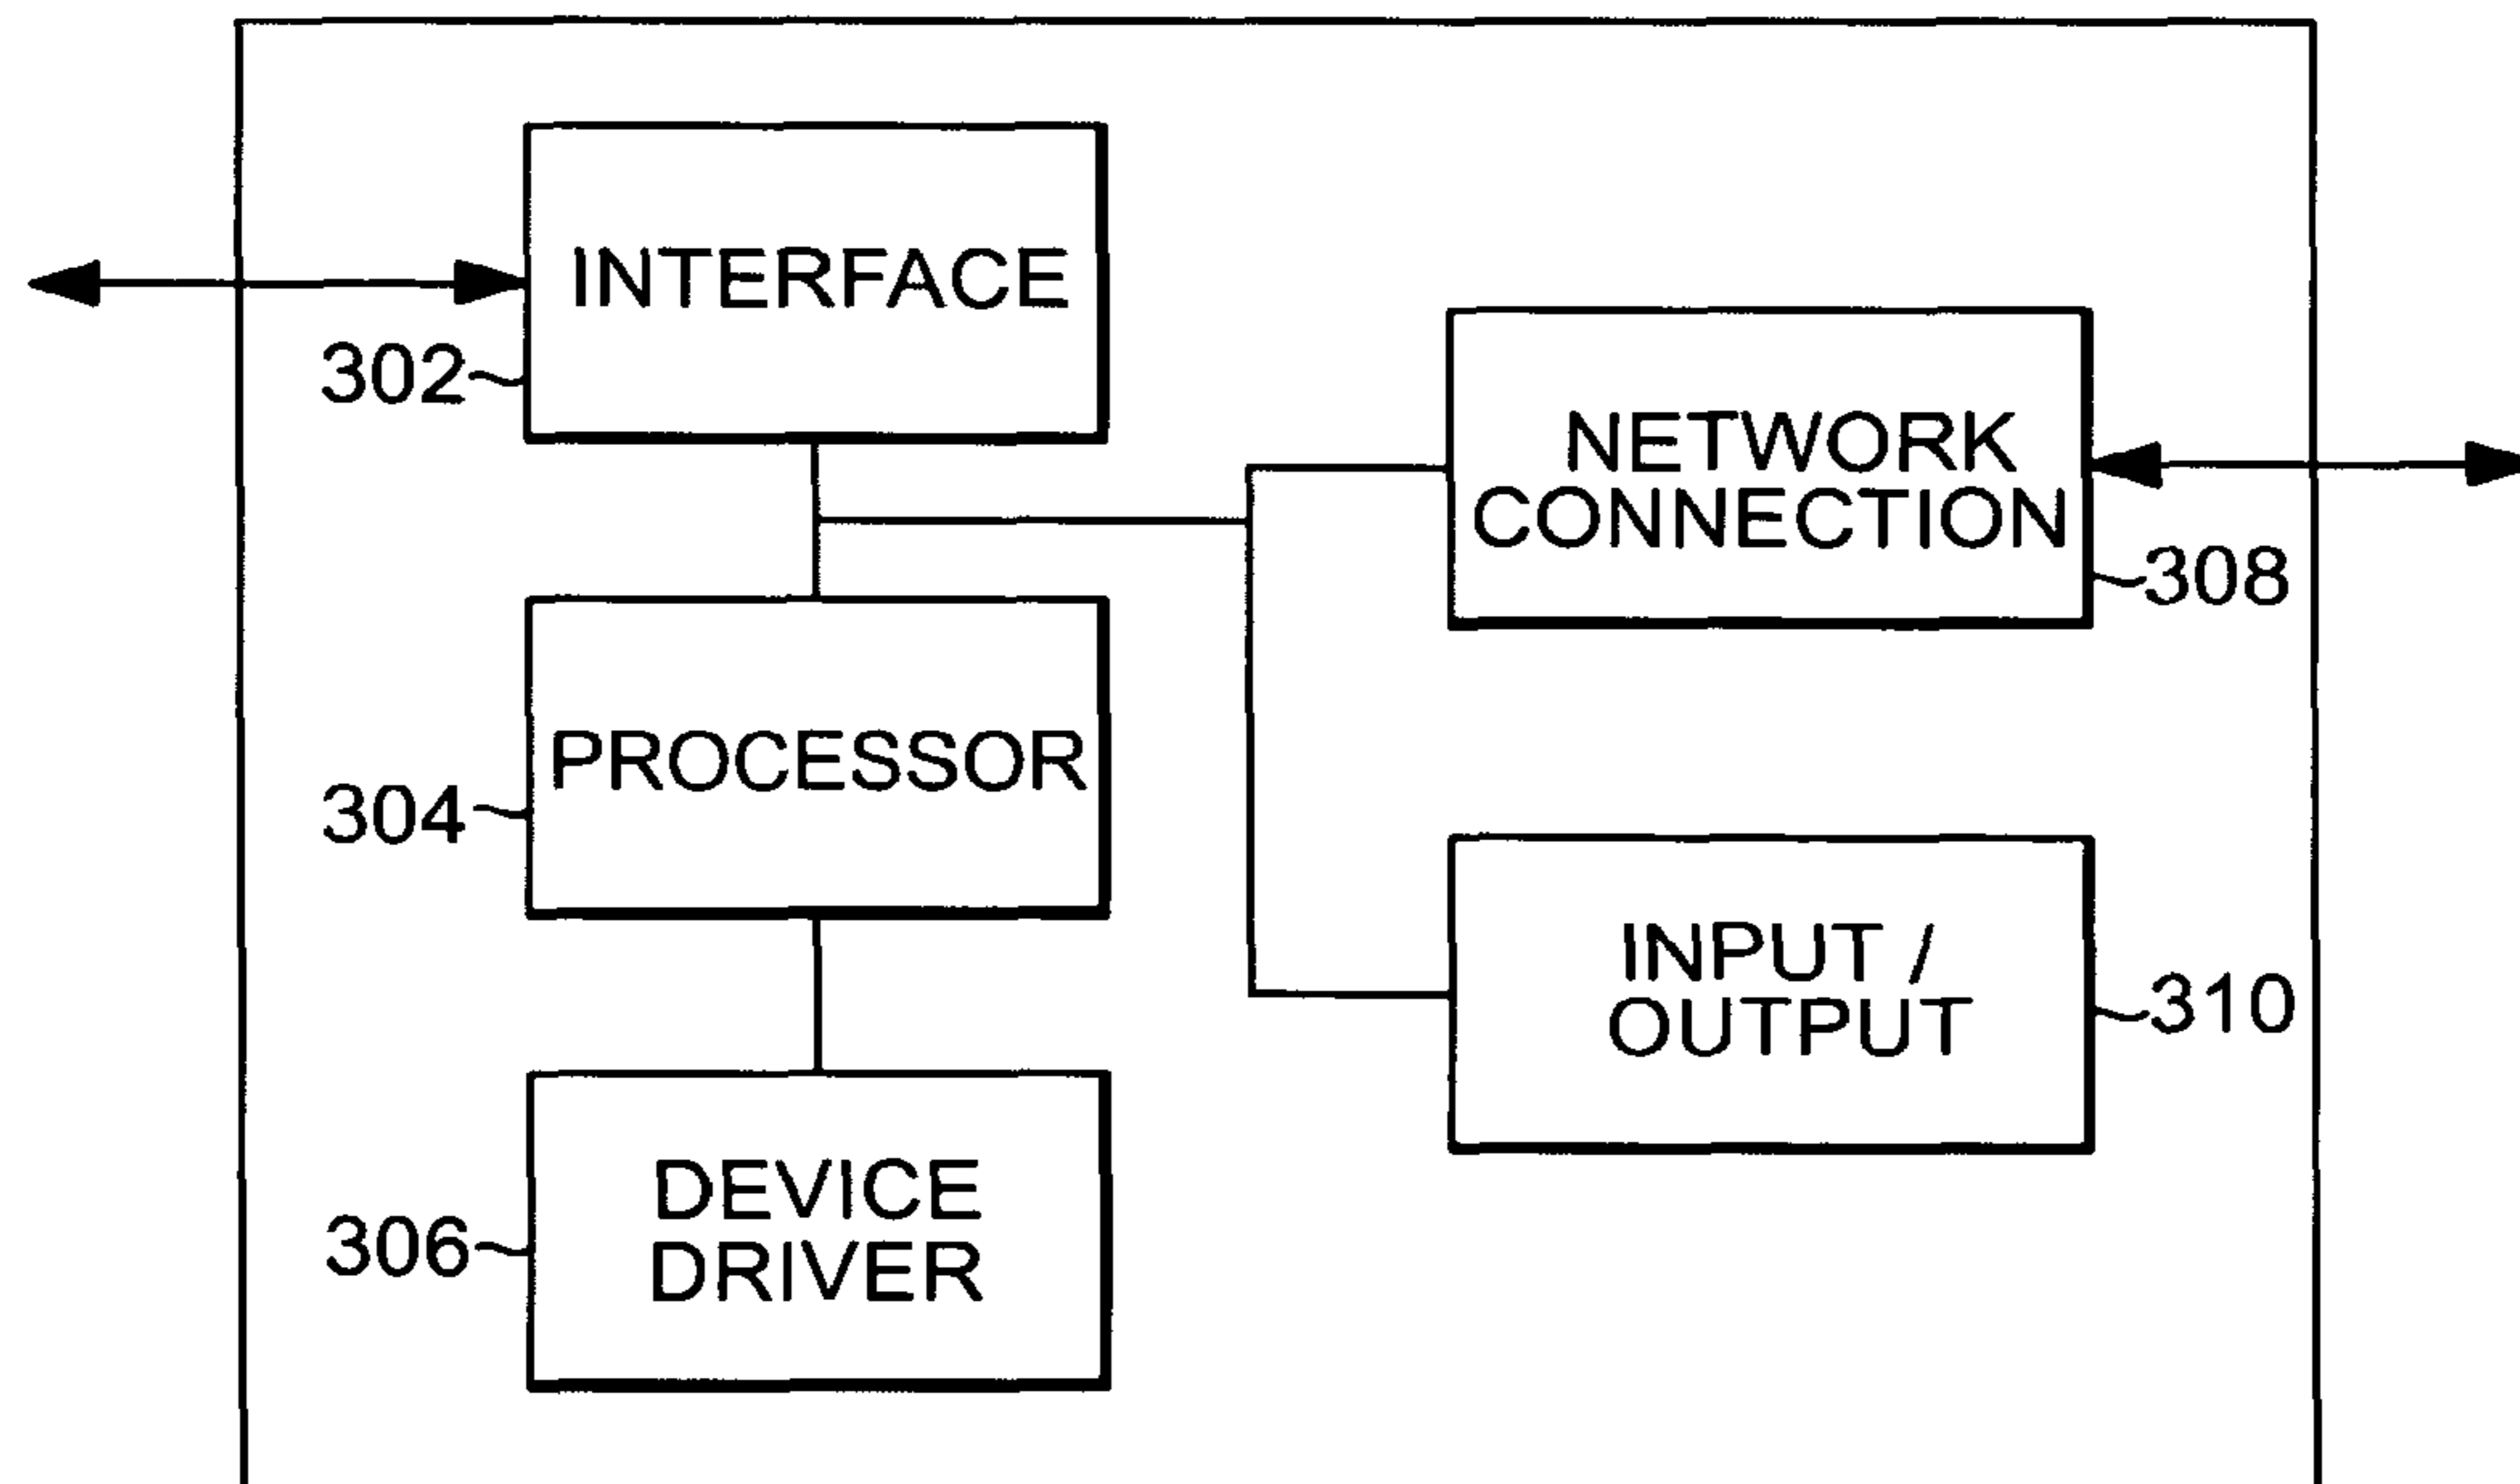 INTERFACE
302
NETWORK
CONNECTION
308
PROCESSOR
304
INPUT /
OUTPUT
310
DEVICE
DRIVER
306